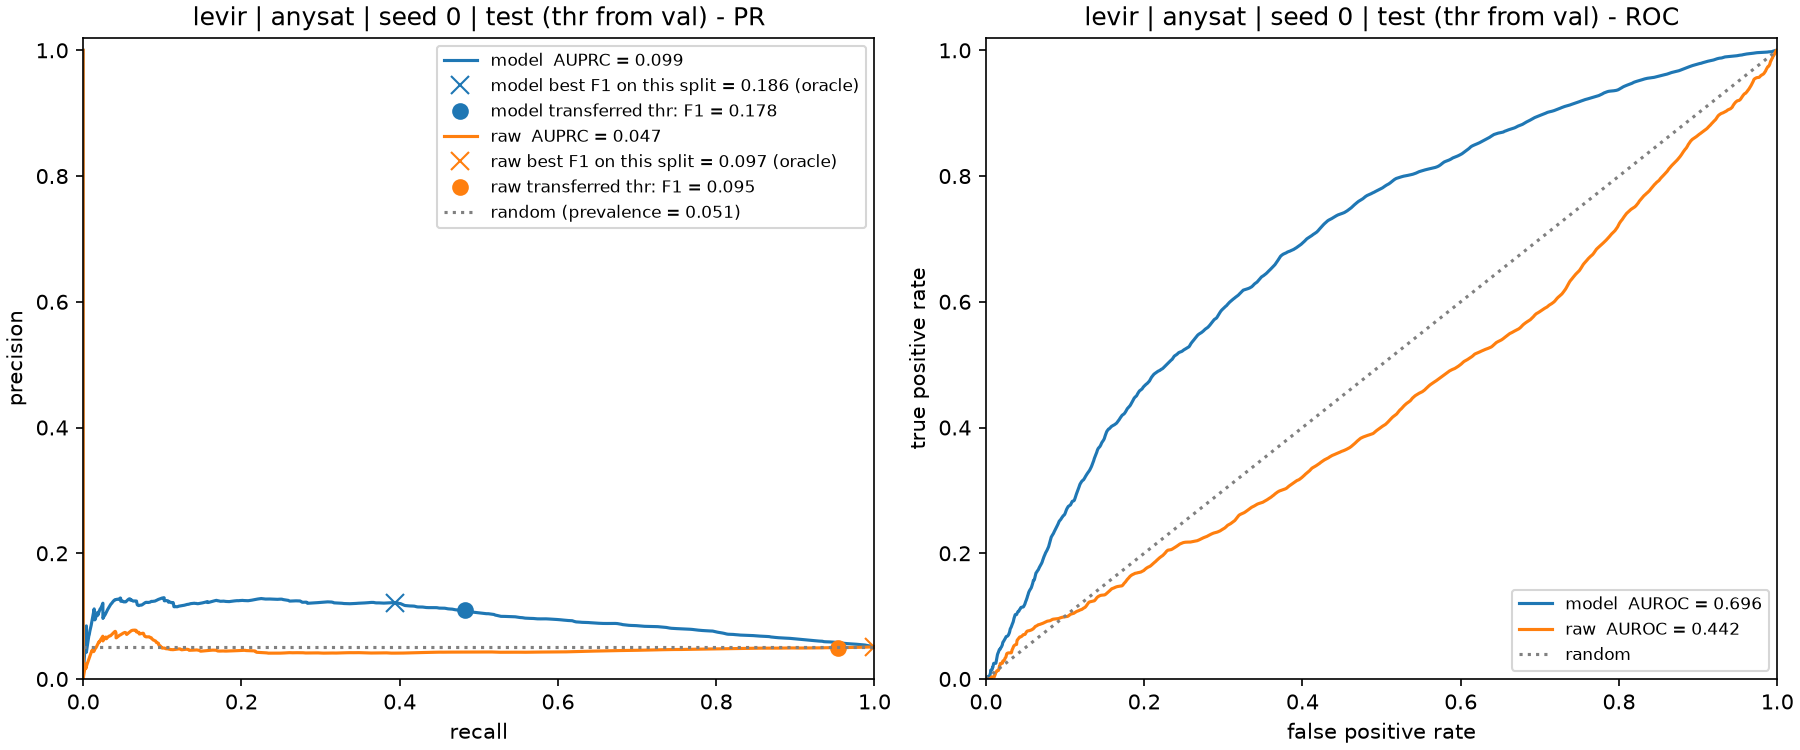 levir | anysat | seed 0 | test (thr from val) - PR
1.0
0.8
0.6
0.4
0.2
0.0
precision
0.0 0.2 0.4 0.6 0.8 1.0
recall
model AUPRC = 0.099
model best F1 on this split = 0.186 (oracle)
model transferred thr: F1 = 0.178
raw AUPRC = 0.047
raw best F1 on this split = 0.097 (oracle)
raw transferred thr: F1 = 0.095
random (prevalence = 0.051)
levir | anysat | seed 0 | test (thr from val) - ROC
1.0
0.8
0.6
0.4
0.2
0.0
true positive rate
0.0 0.2 0.4 0.6 0.8 1.0
false positive rate
model AUROC = 0.696
raw AUROC = 0.442
random